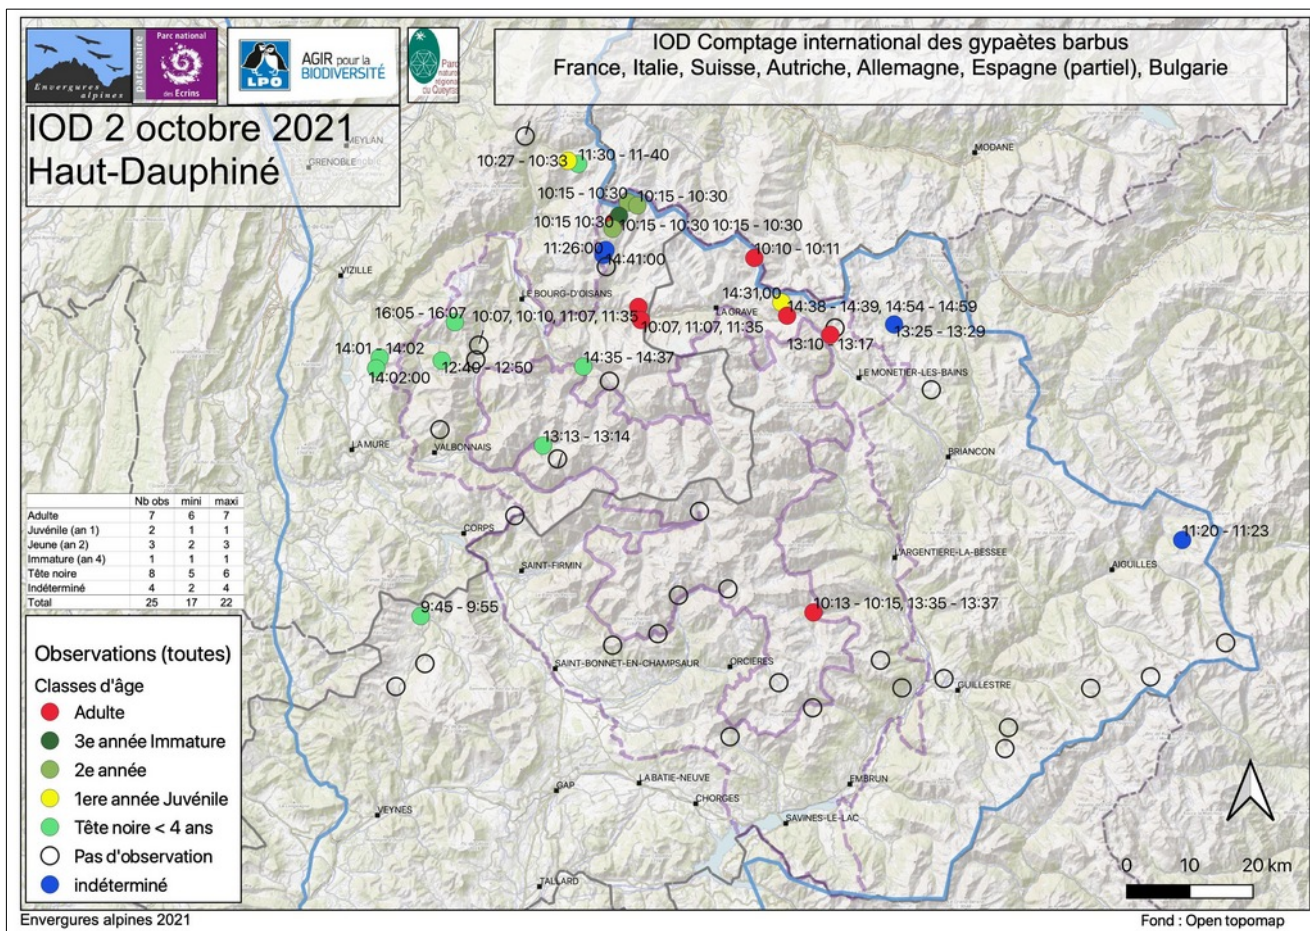 Envergures
alpines
partenaire
Parc national
des Ecrins
LPO
AGIR pour la
BIODIVERSITÉ
Parc
naturel
régional
du Queyras
IOD Comptage international des gypaètes barbus
France, Italie, Suisse, Autriche, Allemagne, Espagne (partiel), Bulgarie
IOD 2 octobre 2021
Haut-Dauphiné
MEYLAN
GRENOBLE
MODANE
10:27 - 10:33
11:30 - 11-40
10:15 - 10:30
10:15 - 10:30
10:15 10:30
10:15 - 10:30 10:15 - 10:30
11:26:00
14:41:00
10:10 - 10:11
VIZILLE
LE BOURG-D'OISANS
LA GRAVE
14:31,00
14:38 - 14:39, 14:54 - 14:59
16:05 - 16:07
10:07, 10:10, 11:07, 11:35
10:07, 11:07, 11:35
13:10 - 13:17
13:25 - 13:29
14:01 - 14:02
14:02:00
12:40 - 12:50
14:35 - 14:37
LE MONETIER-LES-BAINS
LA MURE
VALBONNAIS
13:13 - 13:14
BRIANCON
Nb obs mini maxi
Adulte 7 6 7
Juvénile (an 1) 2 1 1
Jeune (an 2) 3 2 3
Immature (an 4) 1 1 1
Tête noire 8 5 6
Indéterminé 4 2 4
Total 25 17 22
CORPS
SAINT-FIRMIN
L'ARGENTIERE-LA-BESSEE
11:20 - 11:23
AIGUILLES
9:45 - 9:55
10:13 - 10:15, 13:35 - 13:37
SAINT-BONNET-EN-CHAMPSAUR
ORCIERES
GUILLESTRE
Observations (toutes)
Classes d'âge
Adulte
3e année Immature
2e année
1ere année Juvénile
Tête noire < 4 ans
Pas d'observation
indéterminé
GAP
LA BATIE-NEUVE
CHORGES
EMBRUN
SAVINES-LE-LAC
VEYNES
TALLARD
0 10 20 km
Envergures alpines 2021
Fond : Open topomap